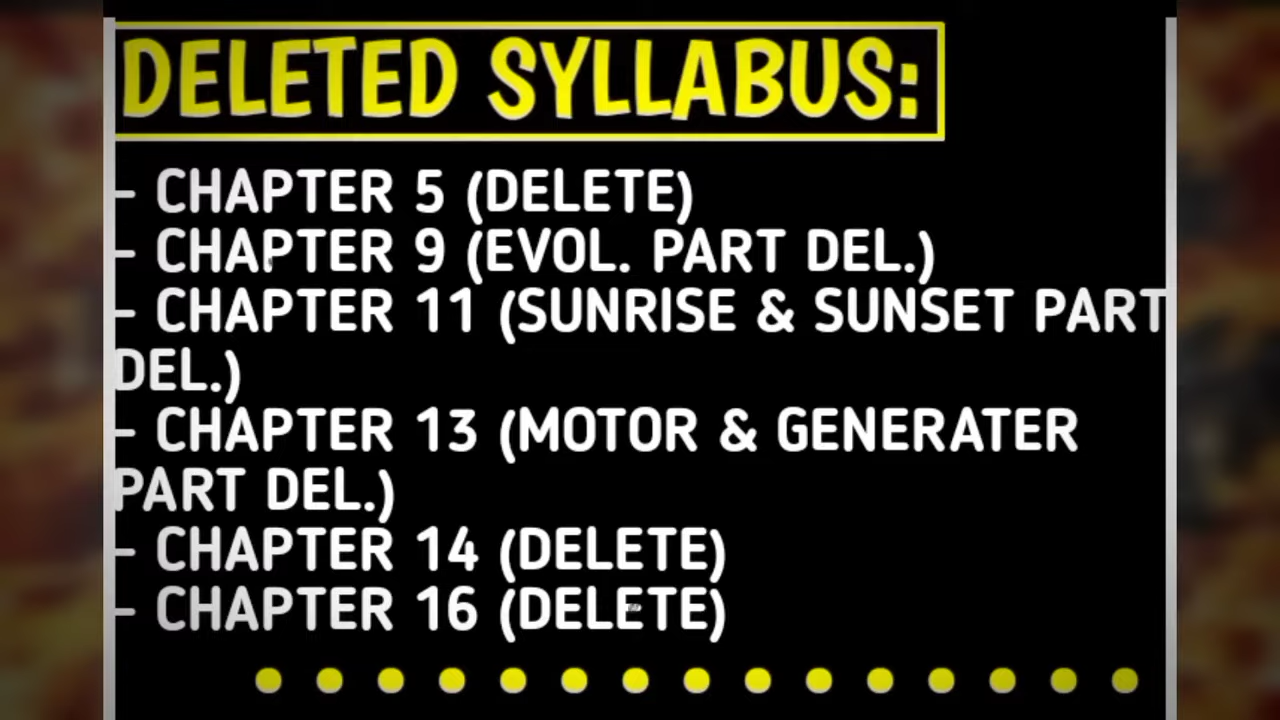 DELETED SYLLABUS:
- CHAPTER 5 (DELETE)
- CHAPTER 9 (EVOL. PART DEL.)
- CHAPTER 11 (SUNRISE & SUNSET PART
DEL.)
- CHAPTER 13 (MOTOR & GENERATER
PART DEL.)
- CHAPTER 14 (DELETE)
- CHAPTER 16 (DELETE)